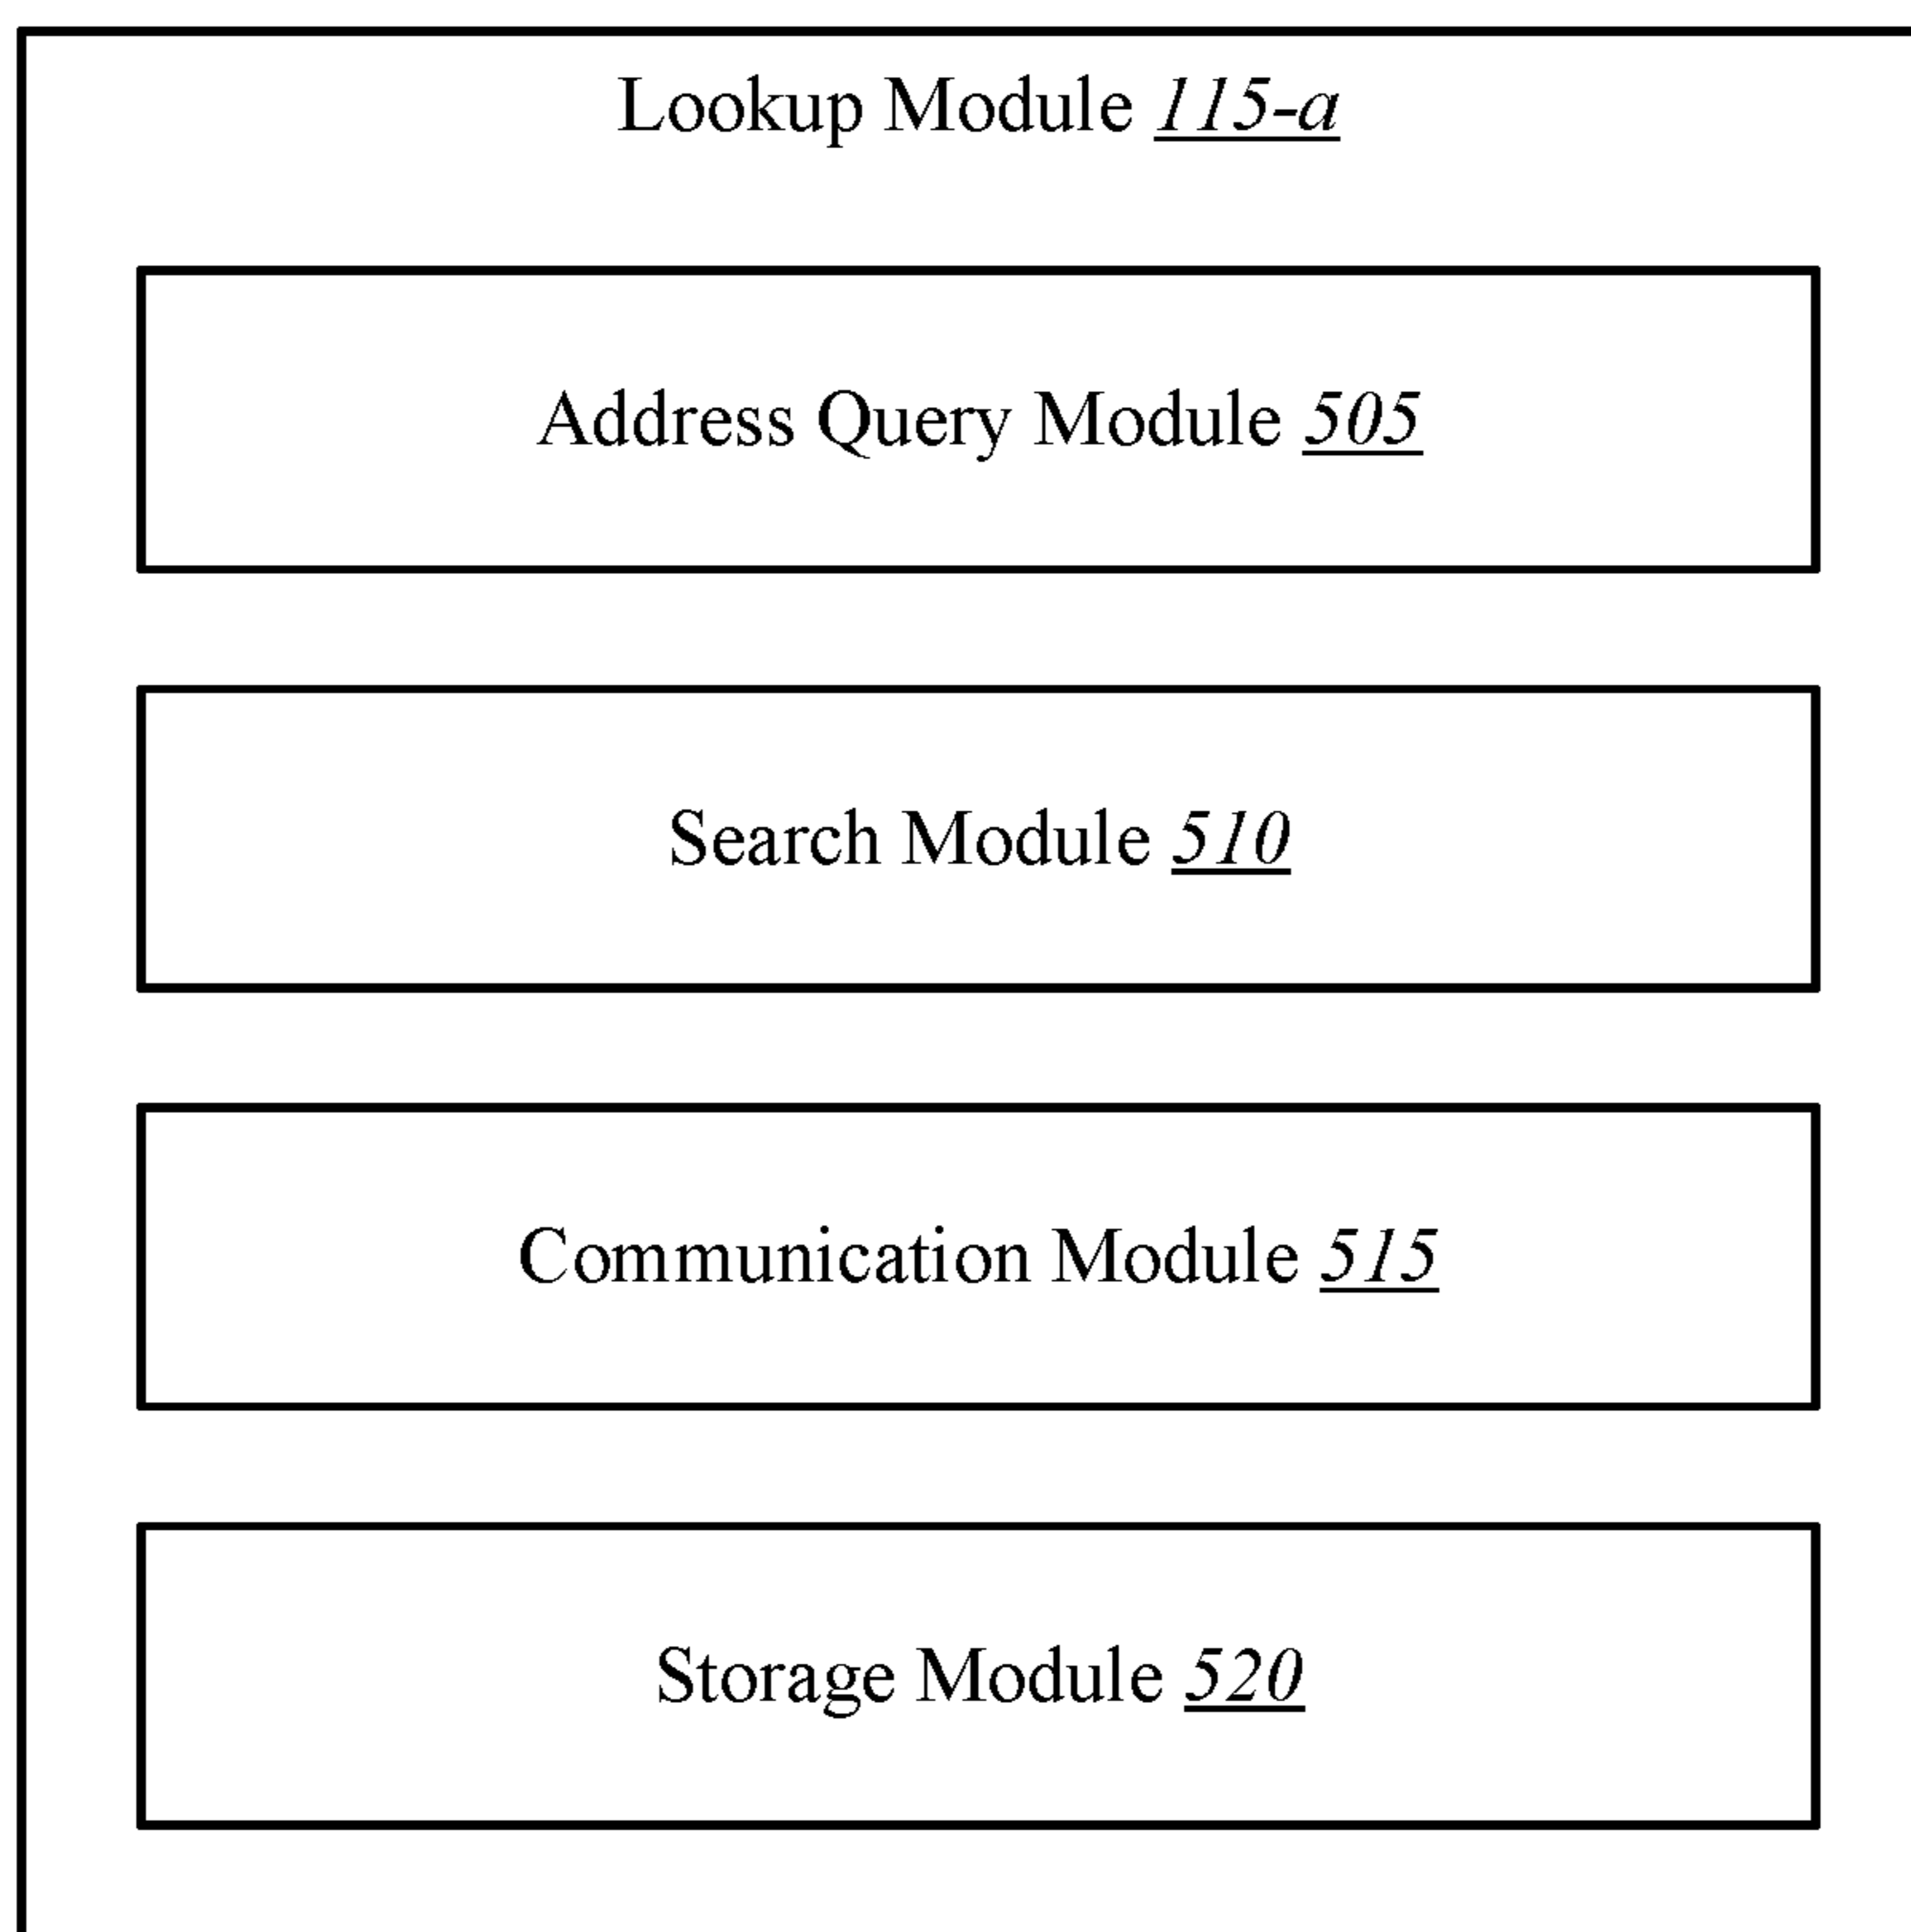 Lookup Module 115-a
Address Query Module 505
Search Module 510
Communication Module 515
Storage Module 520